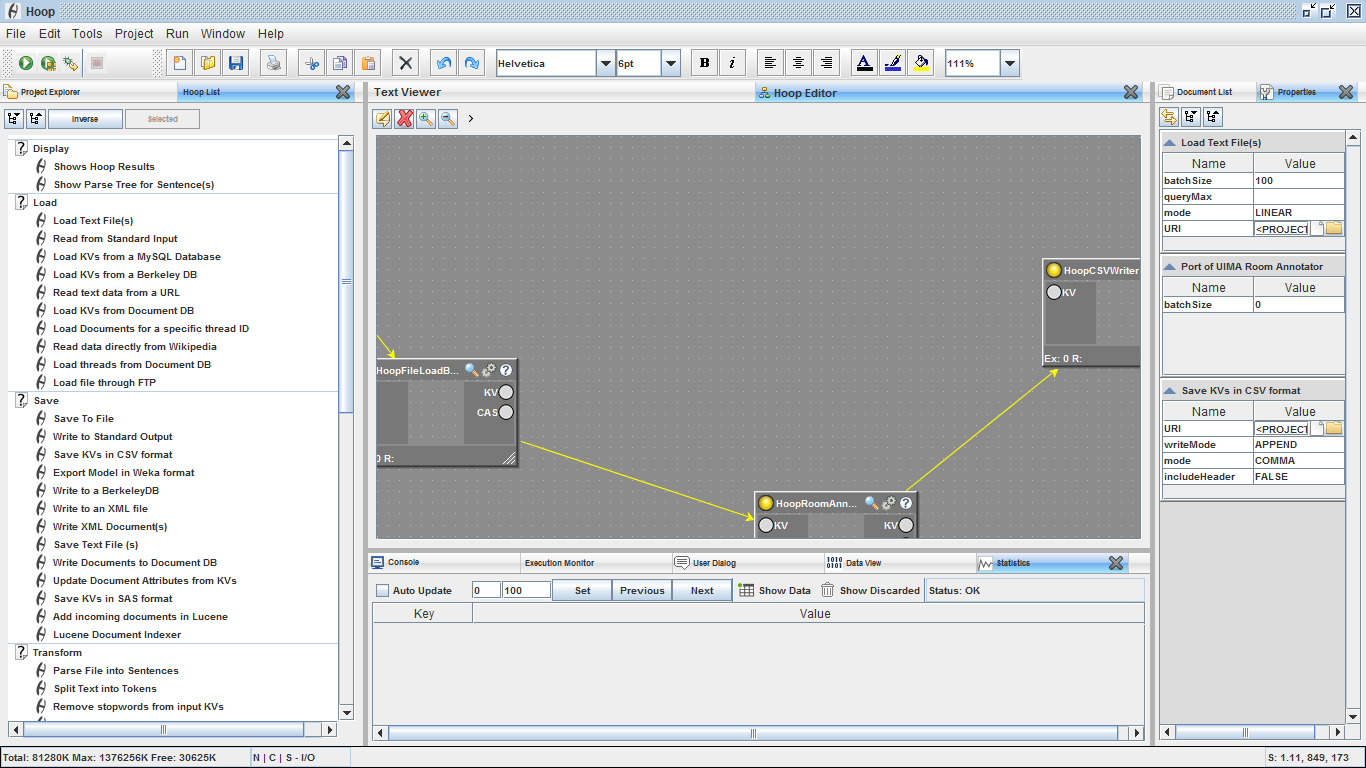 Hoop
File Edit Tools Project Run Window Help
Helvetica 6pt B i A 111%
Project Explorer Hoop List
Inverse Selected
Display
Shows Hoop Results
Show Parse Tree for Sentence(s)
Load
Load Text File(s)
Read from Standard Input
Load KVs from a MySQL Database
Load KVs from a Berkeley DB
Read text data from a URL
Load KVs from Document DB
Load Documents for a specific thread ID
Read data directly from Wikipedia
Load threads from Document DB
Load file through FTP
Save
Save To File
Write to Standard Output
Save KVs in CSV format
Export Model in Weka format
Write to a BerkeleyDB
Write to an XML file
Write XML Document(s)
Save Text File (s)
Write Documents to Document DB
Update Document Attributes from KVs
Save KVs in SAS format
Add incoming documents in Lucene
Lucene Document Indexer
Transform
Parse File into Sentences
Split Text into Tokens
Remove stopwords from input KVs
Text Viewer Hoop Editor
HoopCSVWriter
KV
Ex: 0 R:
HoopFileLoadB...
KV
CAS
0 R:
HoopRoomAnn...
KV KV
Console Execution Monitor User Dialog Data View Statistics
Auto Update 0 100 Set Previous Next Show Data Show Discarded Status: OK
Key Value
Document List Properties
Load Text File(s)
Name Value
batchSize 100
queryMax
mode LINEAR
URI <PROJECT
Port of UIMA Room Annotator
Name Value
batchSize 0
Save KVs in CSV format
Name Value
URI <PROJECT
writeMode APPEND
mode COMMA
includeHeader FALSE
Total: 81280K Max: 1376256K Free: 30625K N | C | S - I/O S: 1.11, 849, 173